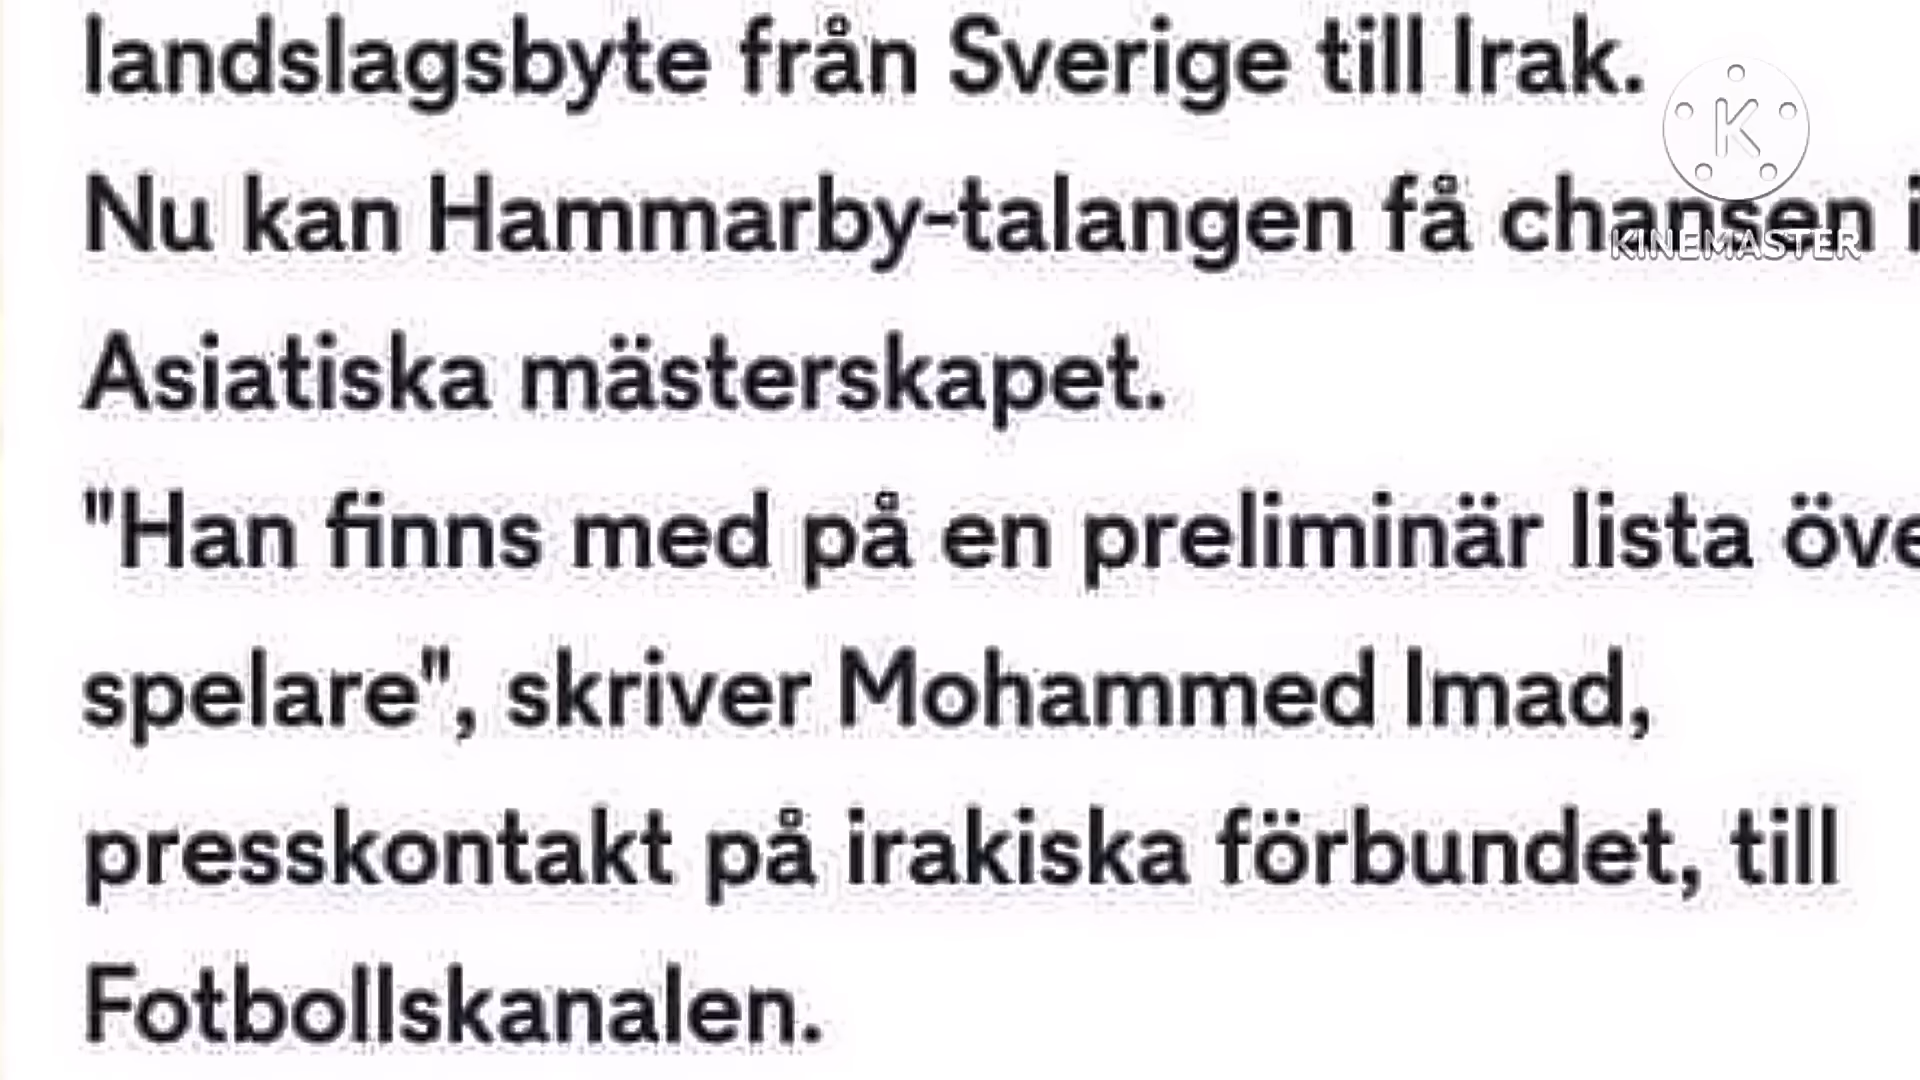 landslagsbyte från Sverige till Irak.
Nu kan Hammarby-talangen få chansen i
Asiatiska mästerskapet.
"Han finns med på en preliminär lista öve
spelare", skriver Mohammed Imad,
presskontakt på irakiska förbundet, till
Fotbollskanalen.
K
KINEMASTER